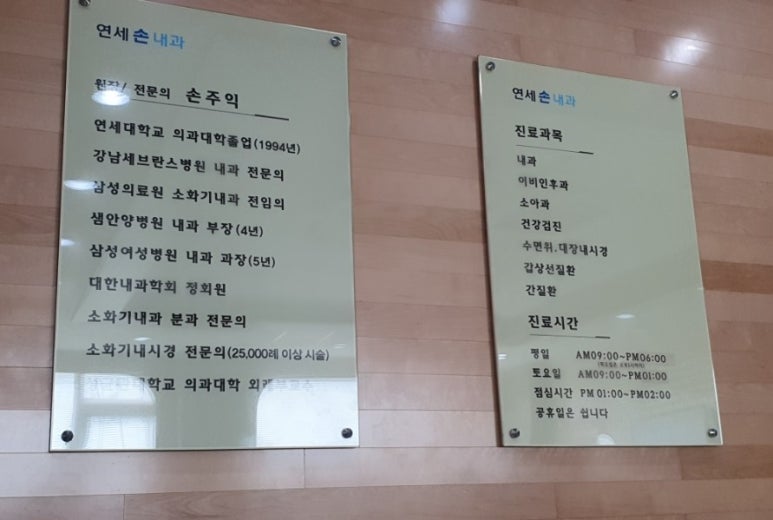 연세 손 내과
원장/ 전문의 손주익
연세대학교 의과대학졸업(1994년)
강남세브란스병원 내과 전문의
삼성의료원 소화기내과 전임의
샘안양병원 내과 부장(4년)
삼성여성병원 내과 과장(5년)
대한내과학회 정회원
소화기내과 분과 전문의
소화기내시경 전문의(25,000례 이상 시술)
의과대학 외래부교수
연세 손 내과
진료과목
내과
이비인후과
소아과
건강검진
수면위.대장내시경
갑상선질환
간질환
진료시간
평일 AM09:00~PM06:00
토요일 AM09:00~PM01:00
점심시간 PM01:00~PM02:00
공휴일은 쉽니다